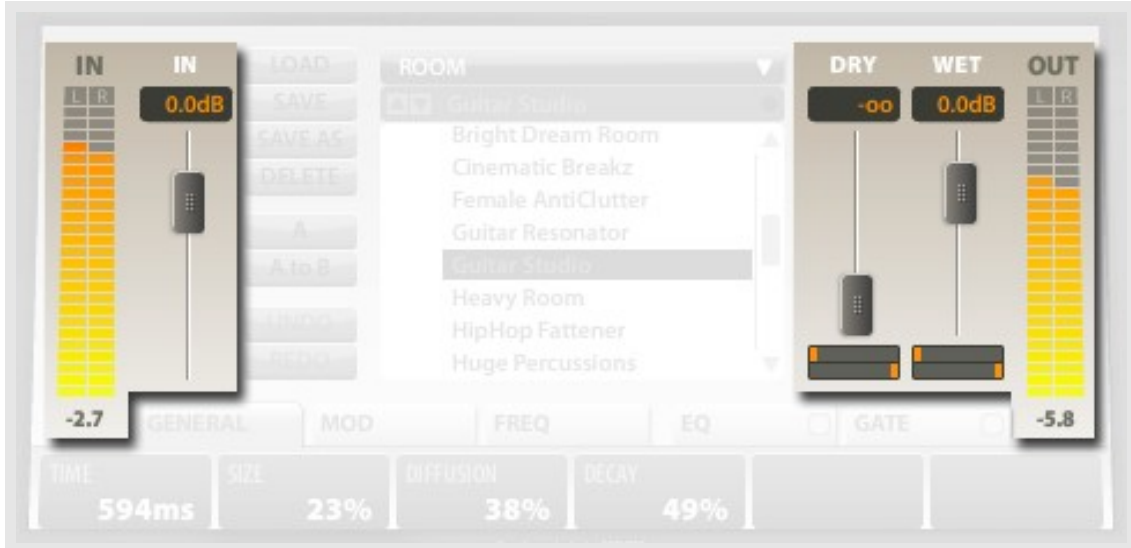 IN IN
L R
0.0dB
-2.7
LOAD
SAVE
SAVE AS
DELETE
A
A to B
UNDO
REDO
ROOM
Guitar Studio
Bright Dream Room
Cinematic Breakz
Female AntiClutter
Guitar Resonator
Guitar Studio
Heavy Room
HipHop Fattener
Huge Percussions
DRY WET OUT
-oo 0.0dB L R
-5.8
GENERAL MOD FREQ EQ GATE
TIME SIZE DIFFUSION DECAY
594ms 23% 38% 49%